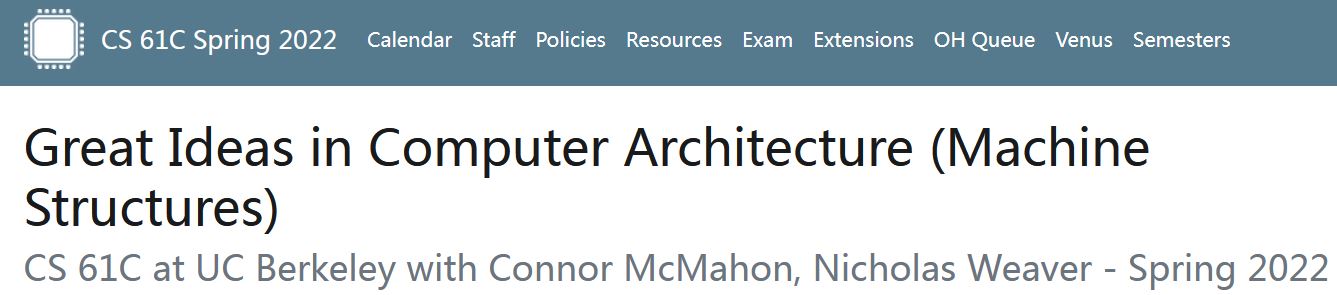 CS 61C Spring 2022 Calendar Staff Policies Resources Exam Extensions OH Queue Venus Semesters
Great Ideas in Computer Architecture (Machine
Structures)
CS 61C at UC Berkeley with Connor McMahon, Nicholas Weaver - Spring 2022